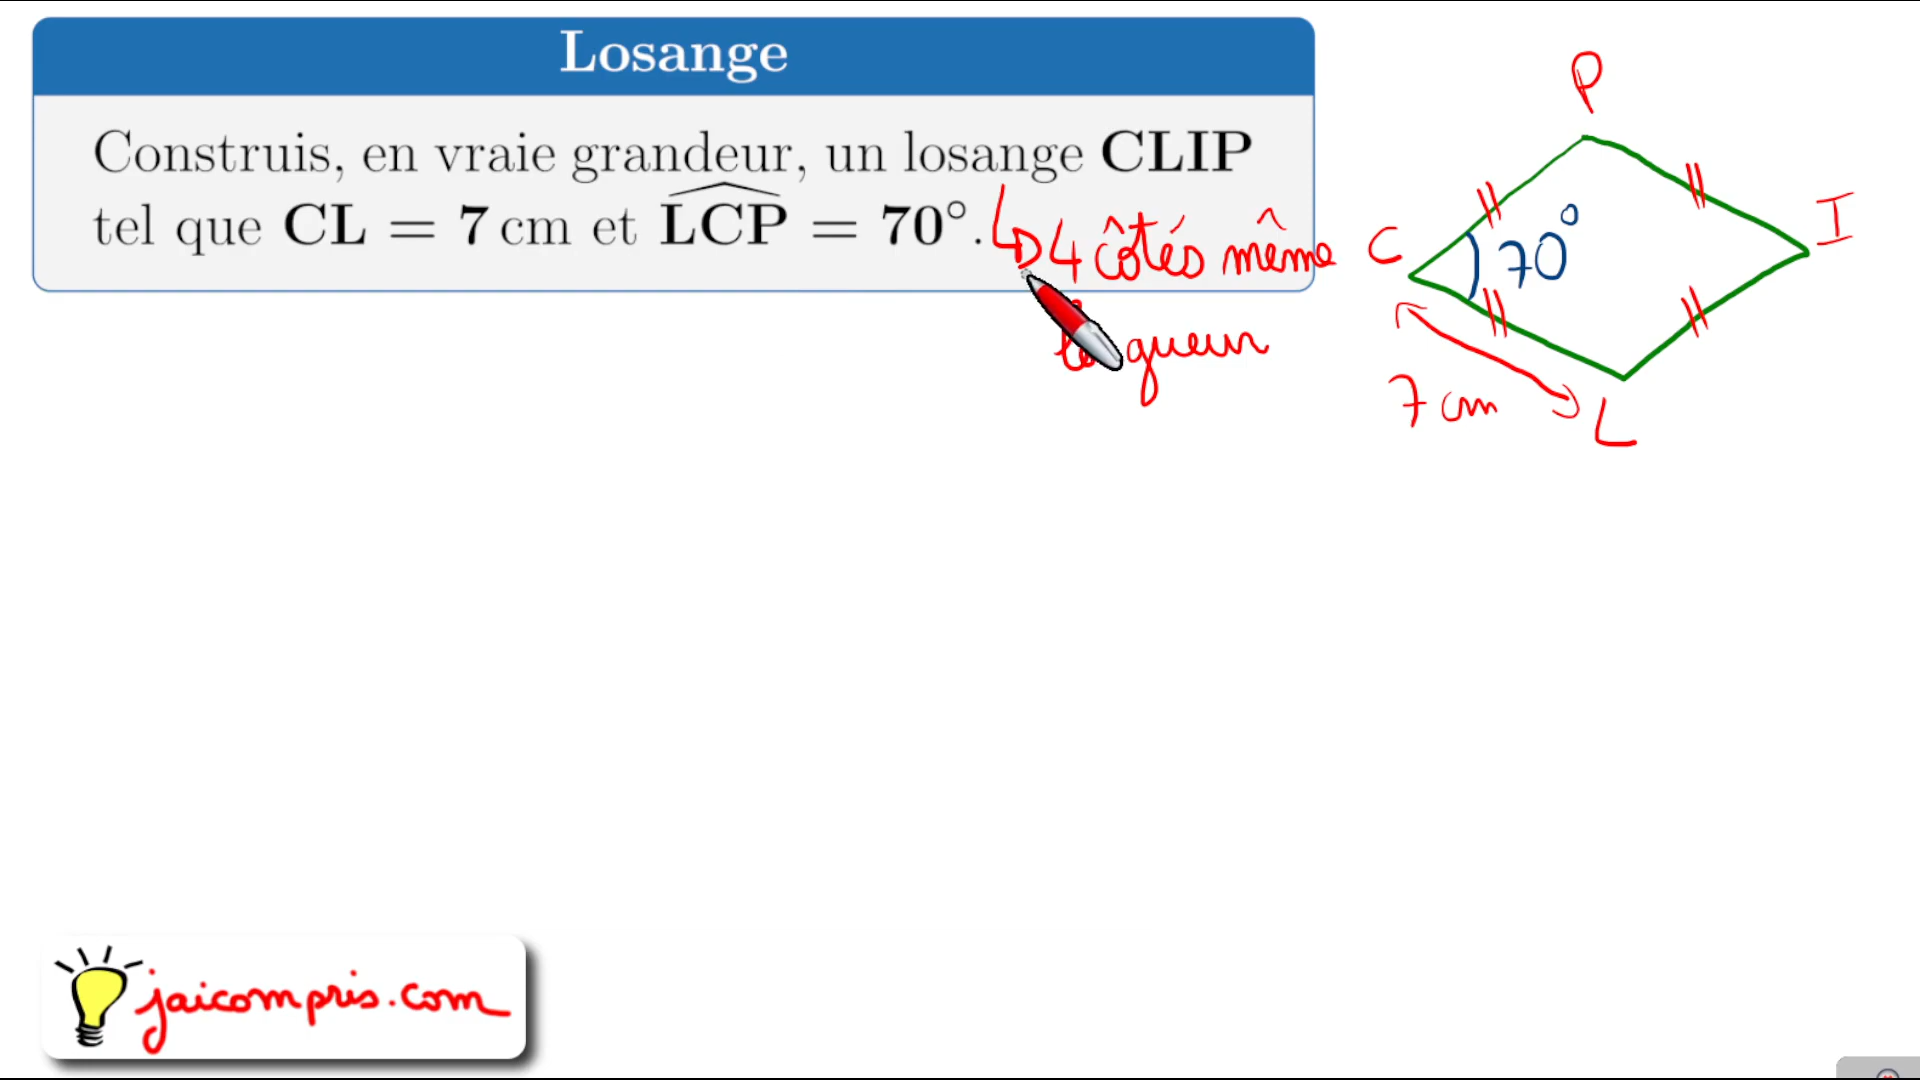 Losange
Construis, en vraie grandeur, un losange CLIP
tel que CL = 7 cm et LCP = 70°.
4 côtés même
P
C
I
70°
7 cm
L
jaicompris.com